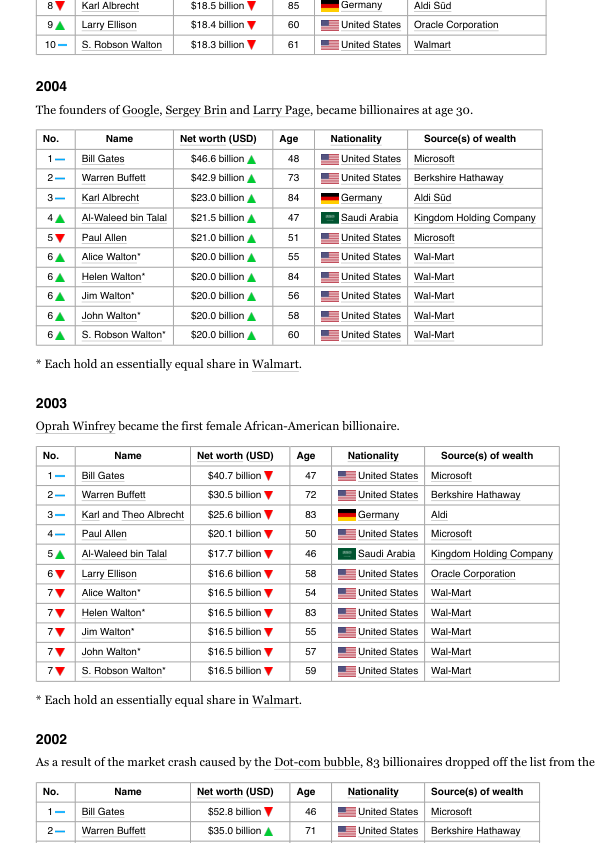 8 Karl Albrecht $18.5 billion 85 Germany Aldi Süd
9 Larry Ellison $18.4 billion 60 United States Oracle Corporation
10 S. Robson Walton $18.3 billion 61 United States Walmart
2004
The founders of Google, Sergey Brin and Larry Page, became billionaires at age 30.
No. Name Net worth (USD) Age Nationality Source(s) of wealth
1 Bill Gates $46.6 billion 48 United States Microsoft
2 Warren Buffett $42.9 billion 73 United States Berkshire Hathaway
3 Karl Albrecht $23.0 billion 84 Germany Aldi Süd
4 Al-Waleed bin Talal $21.5 billion 47 Saudi Arabia Kingdom Holding Company
5 Paul Allen $21.0 billion 51 United States Microsoft
6 Alice Walton* $20.0 billion 55 United States Wal-Mart
6 Helen Walton* $20.0 billion 84 United States Wal-Mart
6 Jim Walton* $20.0 billion 56 United States Wal-Mart
6 John Walton* $20.0 billion 58 United States Wal-Mart
6 S. Robson Walton* $20.0 billion 60 United States Wal-Mart
* Each hold an essentially equal share in Walmart.
2003
Oprah Winfrey became the first female African-American billionaire.
No. Name Net worth (USD) Age Nationality Source(s) of wealth
1 Bill Gates $40.7 billion 47 United States Microsoft
2 Warren Buffett $30.5 billion 72 United States Berkshire Hathaway
3 Karl and Theo Albrecht $25.6 billion 83 Germany Aldi
4 Paul Allen $20.1 billion 50 United States Microsoft
5 Al-Waleed bin Talal $17.7 billion 46 Saudi Arabia Kingdom Holding Company
6 Larry Ellison $16.6 billion 58 United States Oracle Corporation
7 Alice Walton* $16.5 billion 54 United States Wal-Mart
7 Helen Walton* $16.5 billion 83 United States Wal-Mart
7 Jim Walton* $16.5 billion 55 United States Wal-Mart
7 John Walton* $16.5 billion 57 United States Wal-Mart
7 S. Robson Walton* $16.5 billion 59 United States Wal-Mart
* Each hold an essentially equal share in Walmart.
2002
As a result of the market crash caused by the Dot-com bubble, 83 billionaires dropped off the list from the
No. Name Net worth (USD) Age Nationality Source(s) of wealth
1 Bill Gates $52.8 billion 46 United States Microsoft
2 Warren Buffett $35.0 billion 71 United States Berkshire Hathaway